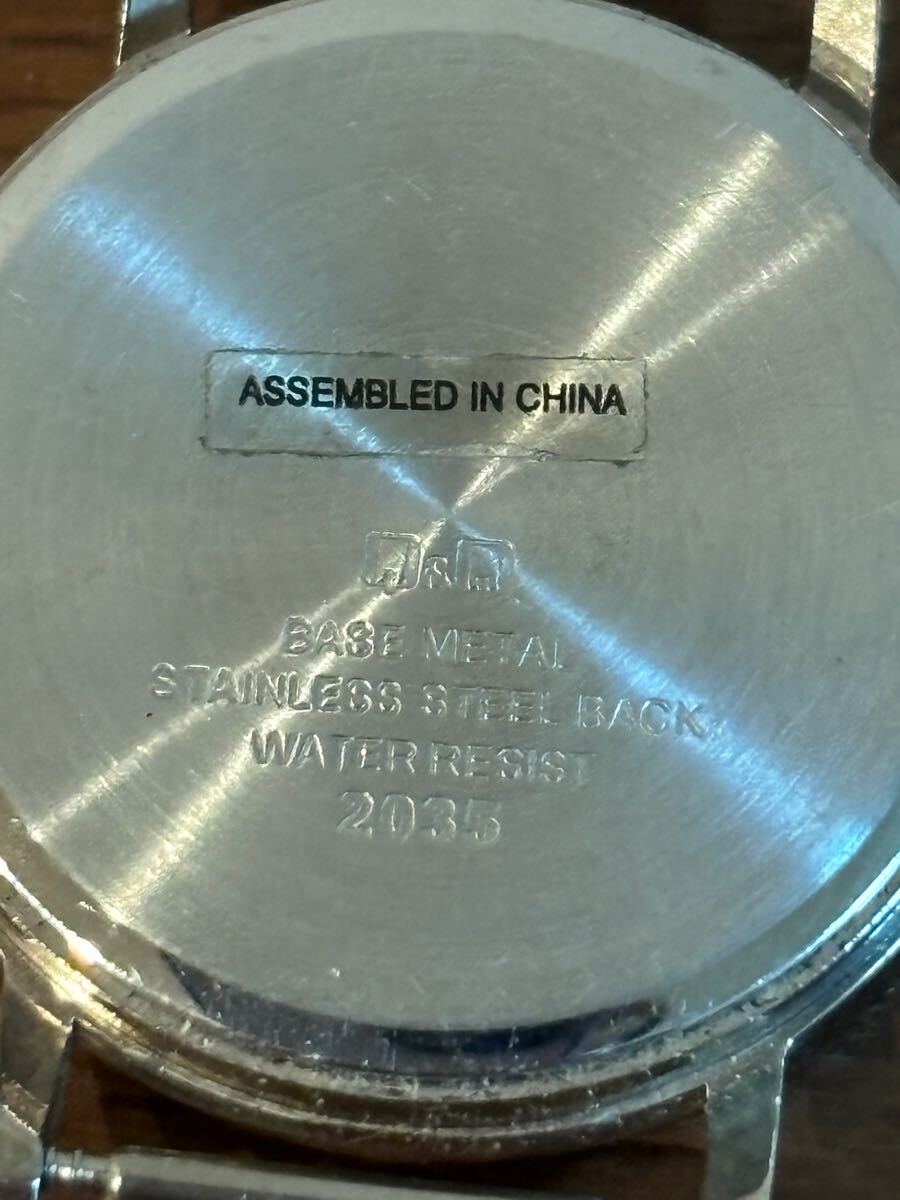 ASSEMBLED IN CHINA
BASE METAL
STAINLESS STEEL BACK
WATER RESIST
2035